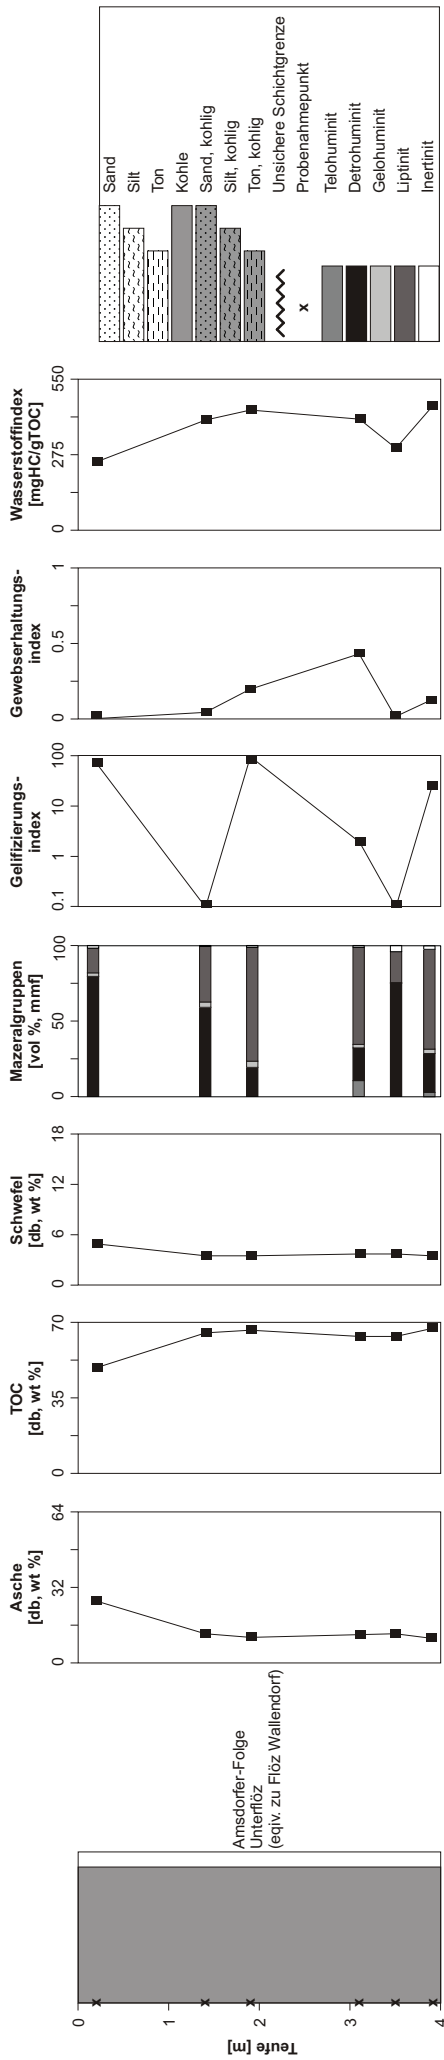 Teufe [m]
0
1
2
3
4
x x x x x x
Amsdorfer-Folge
Unterflöz
(eqiv. zu Flöz Wallendorf)
Asche
[db, wt %]
0 32 64
TOC
[db, wt %]
0 35 70
Schwefel
[db, wt %]
0 6 12 18
Mazeralgruppen
[vol %, mmf]
0 50 100
Gelifizierungs-
index
0.1 1 10 100
Gewebserhaltungs-
index
0 0.5 1
Wasserstoffindex
[mgHC/gTOC]
0 275 550
Sand
Silt
Ton
Kohle
Sand, kohlig
Silt, kohlig
Ton, kohlig
Unsichere Schichtgrenze
x Probenahmepunkt
Telohuminit
Detrohuminit
Gelohuminit
Liptinit
Inertinit